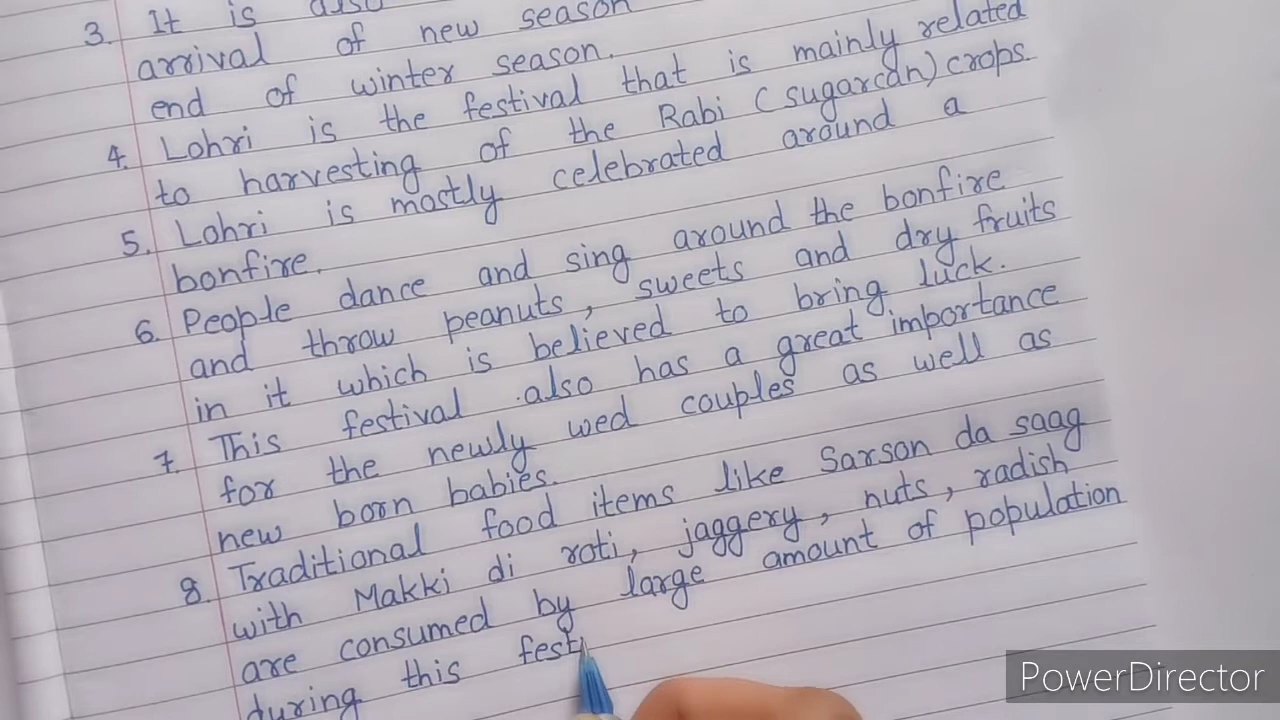 3. It is also
arrival of new season
end of winter season.
4. Lohri is the festival that is mainly related
to harvesting of the Rabi (sugarcan) crops.
5. Lohri is mostly celebrated around a
bonfire.
6. People dance and sing around the bonfire
and throw peanuts, sweets and dry fruits
in it which is believed to bring luck.
7. This festival also has a great importance
for the newly wed couples as well as
new born babies.
8. Traditional food items like Sarson da saag
with Makki di roti, jaggery, nuts, radish
are consumed by large amount of population
during this fest
PowerDirector